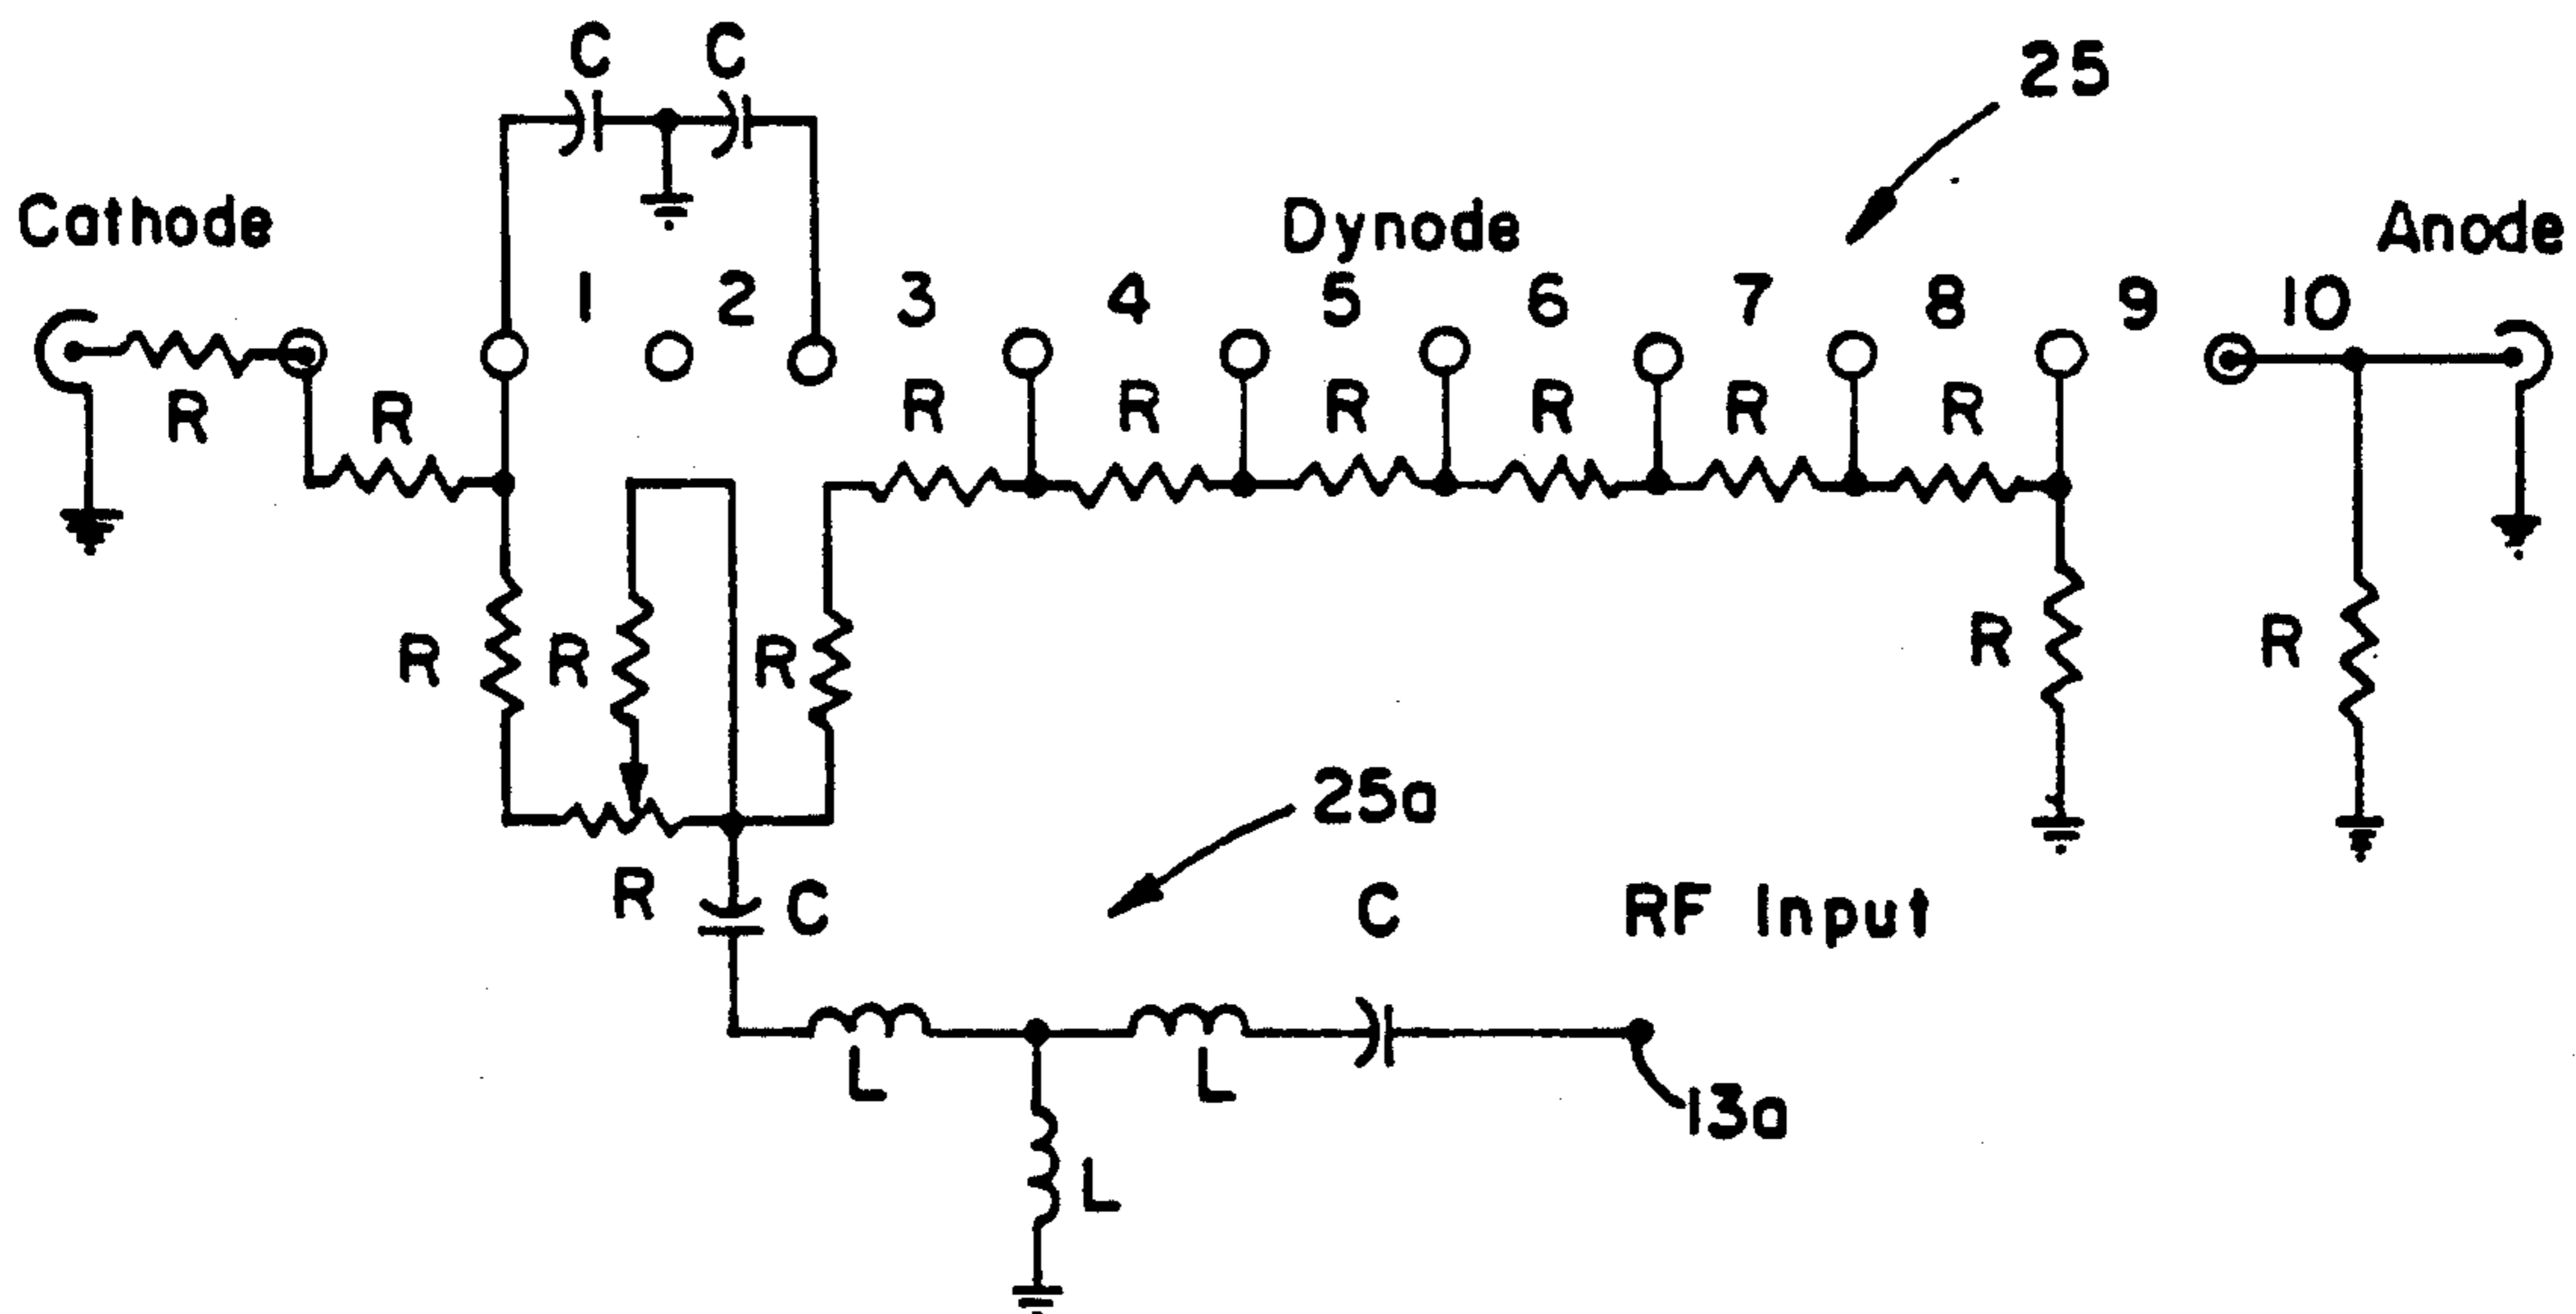 C C
25
Cathode Dynode Anode
1 2 3 4 5 6 7 8 9 10
R R R R R R R R
R R R R R
25a
R C C RF Input
L L 13a
L